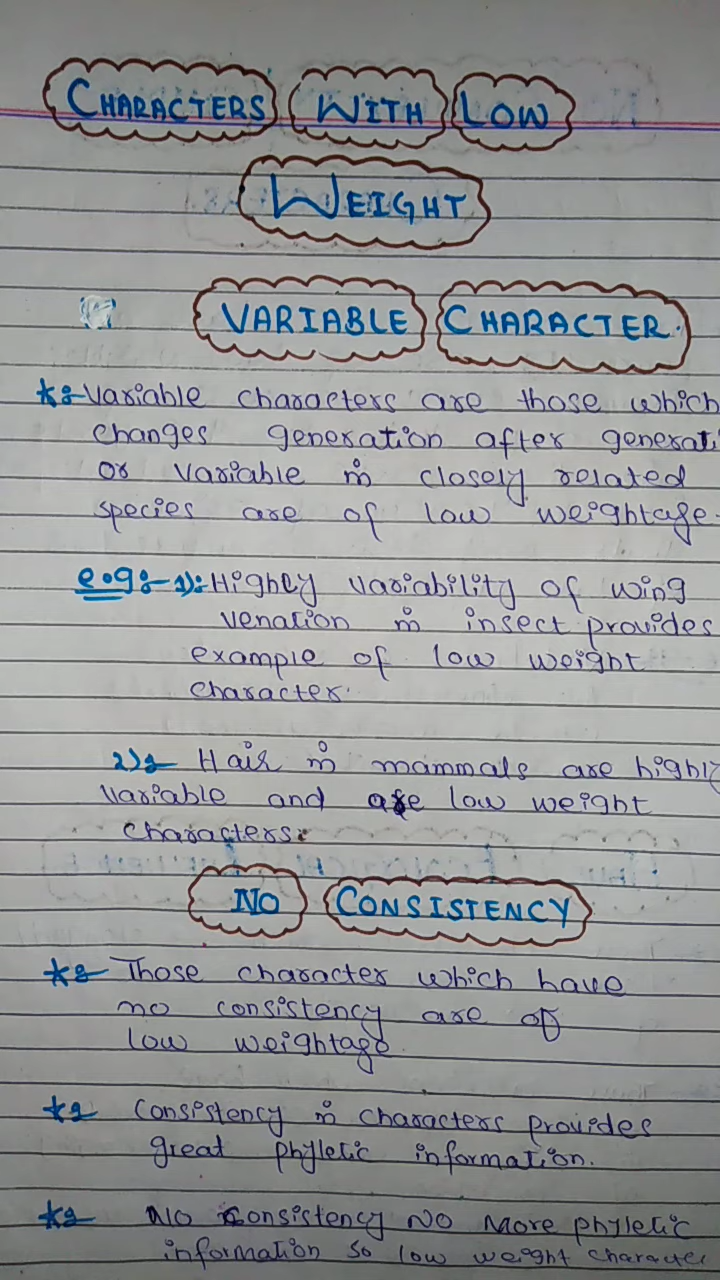 CHARACTERS WITH LOW
WEIGHT
VARIABLE CHARACTER.
*:- Variable characters are those which
changes generation after generati
or variable in closely related
species are of low weightage.
e.g:- 1):- Highly variability of wing
venation in insect provides
example of low weight
character.
2):- Hair in mammals are highly
variable and are low weight
characters.
NO CONSISTENCY
*:- Those character which have
no consistency are of
low weightage.
*:- Consistency in characters provides
great phyletic information.
*:- No consistency No More phyletic
information so low weight characte